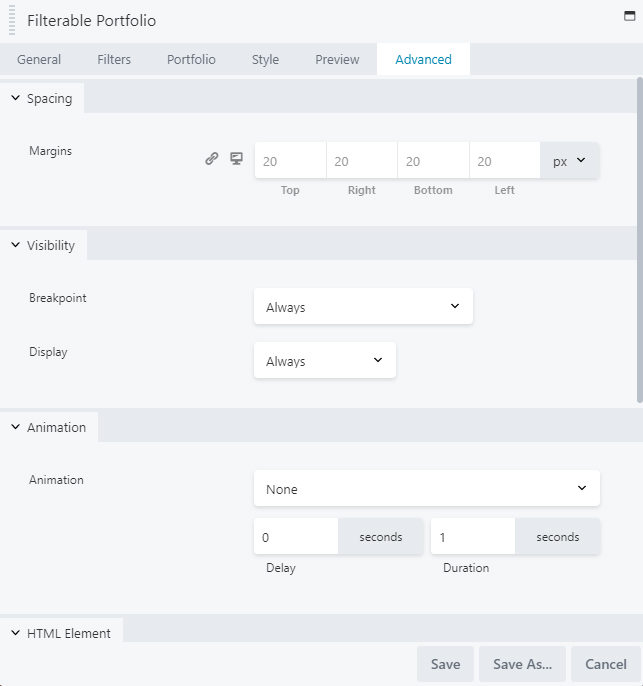 Filterable Portfolio
General Filters Portfolio Style Preview Advanced
Spacing
Margins 20 20 20 20 px
Top Right Bottom Left
Visibility
Breakpoint Always
Display Always
Animation
Animation None
0 seconds 1 seconds
Delay Duration
HTML Element
Save Save As... Cancel